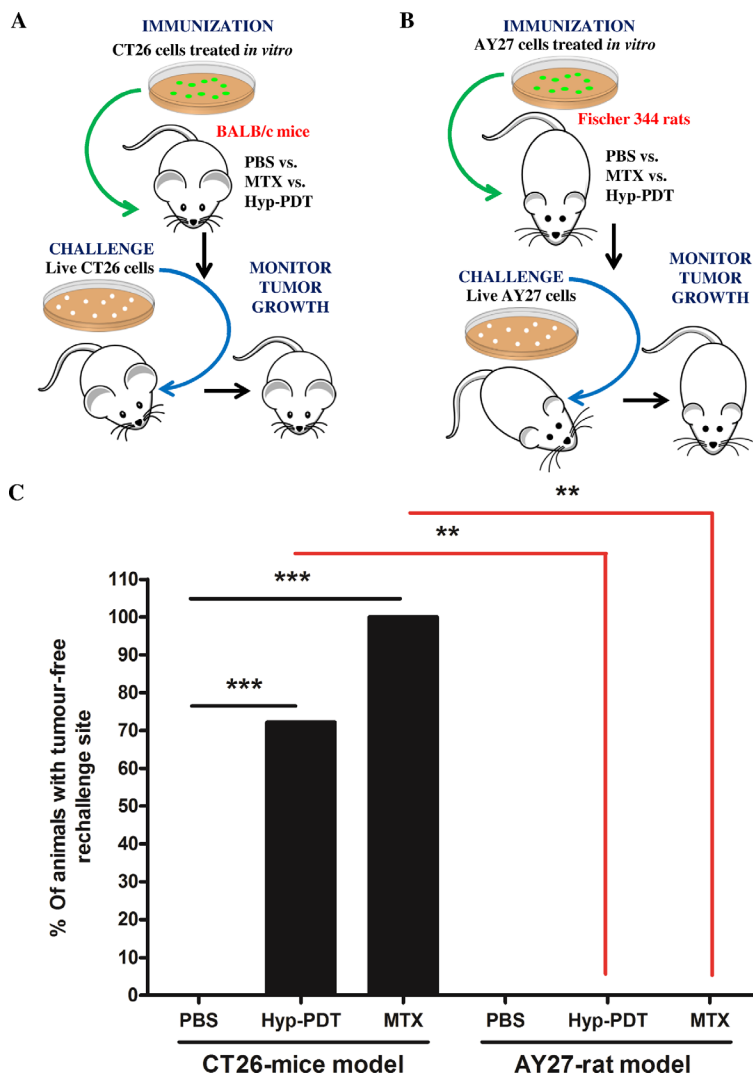 A
IMMUNIZATION
CT26 cells treated in vitro
BALB/c mice
PBS vs.
MTX vs.
Hyp-PDT
CHALLENGE
Live CT26 cells
MONITOR
TUMOR
GROWTH
B
IMMUNIZATION
AY27 cells treated in vitro
Fischer 344 rats
PBS vs.
MTX vs.
Hyp-PDT
CHALLENGE
Live AY27 cells
MONITOR
TUMOR
GROWTH
C
**
**
***
***
% Of animals with tumour-free
rechallenge site
110
100
90
80
70
60
50
40
30
20
10
0
PBS Hyp-PDT MTX PBS Hyp-PDT MTX
CT26-mice model AY27-rat model